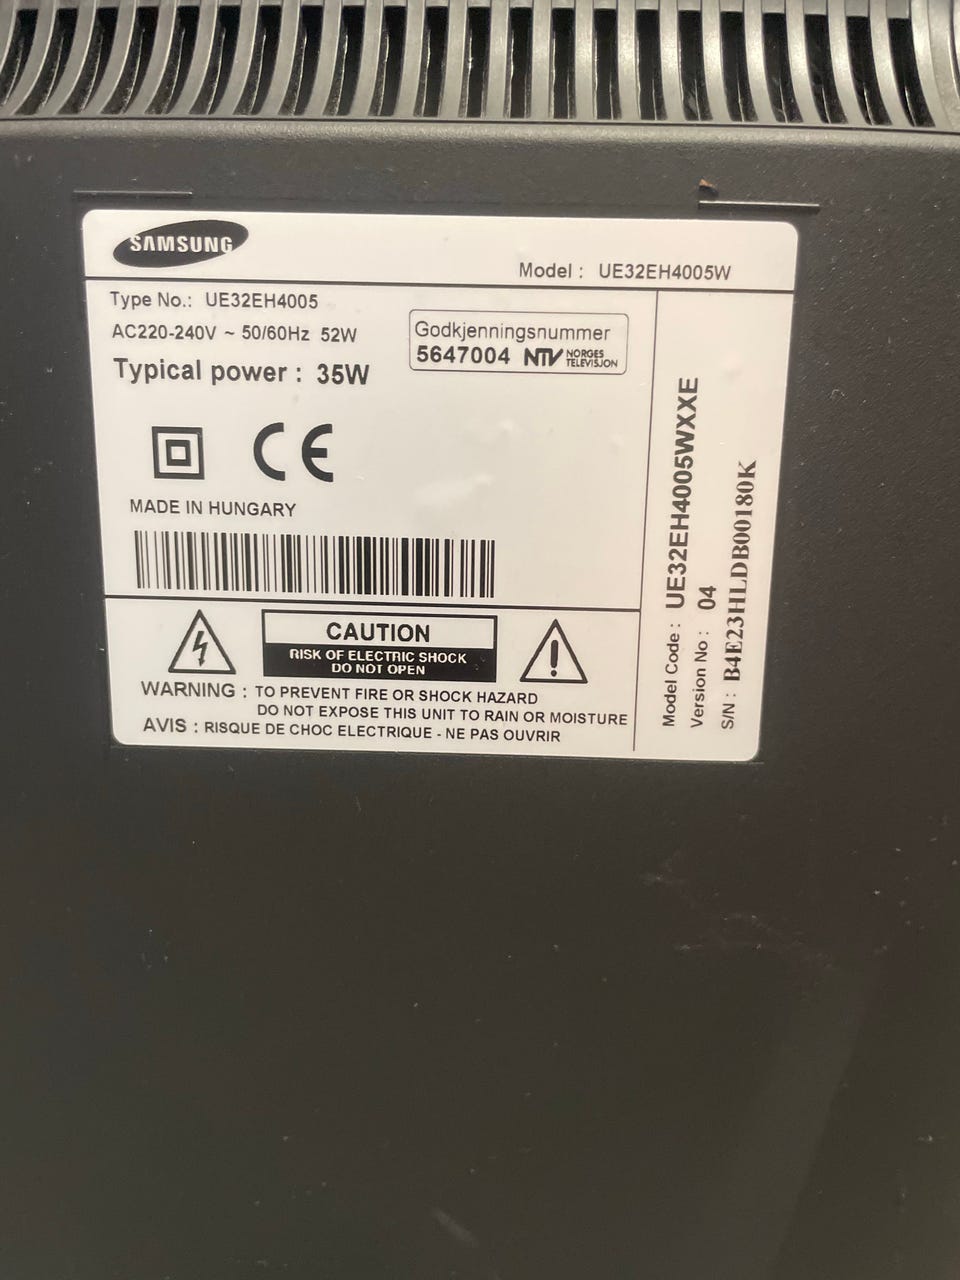 SAMSUNG
Model : UE32EH4005W
Type No.: UE32EH4005
AC220-240V ~ 50/60Hz 52W
Typical power : 35W
Godkjenningsnummer
5647004 NTV NORGES TELEVISJON
CE
MADE IN HUNGARY
CAUTION
RISK OF ELECTRIC SHOCK
DO NOT OPEN
WARNING : TO PREVENT FIRE OR SHOCK HAZARD
DO NOT EXPOSE THIS UNIT TO RAIN OR MOISTURE
AVIS : RISQUE DE CHOC ELECTRIQUE - NE PAS OUVRIR
Model Code : UE32EH4005WXXE
Version No : 04
S/N : B4E23HLDB00180K